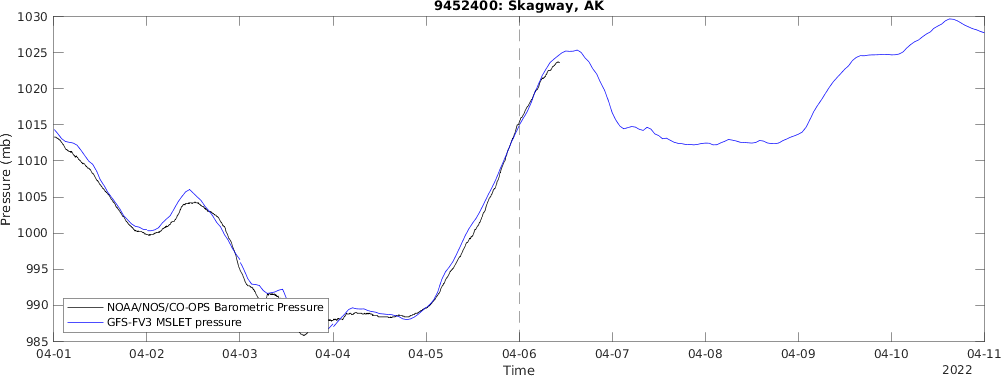 9452400: Skagway, AK
Pressure (mb)
1030
1025
1020
1015
1010
1005
1000
995
990
985
NOAA/NOS/CO-OPS Barometric Pressure
GFS-FV3 MSLET pressure
04-01 04-02 04-03 04-04 04-05 04-06 04-07 04-08 04-09 04-10 04-11
Time
2022